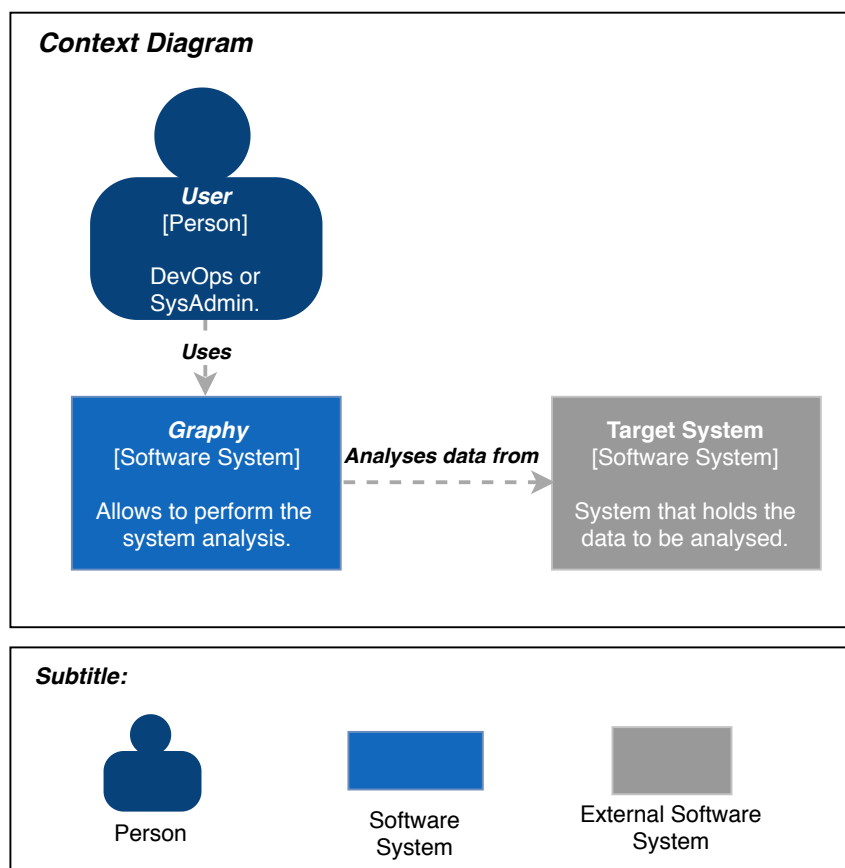 Context Diagram
User
[Person]
DevOps or
SysAdmin.
Uses
Graphy
[Software System]
Allows to perform the
system analysis.
Analyses data from
Target System
[Software System]
System that holds the
data to be analysed.
Subtitle:
Person
Software
System
External Software
System